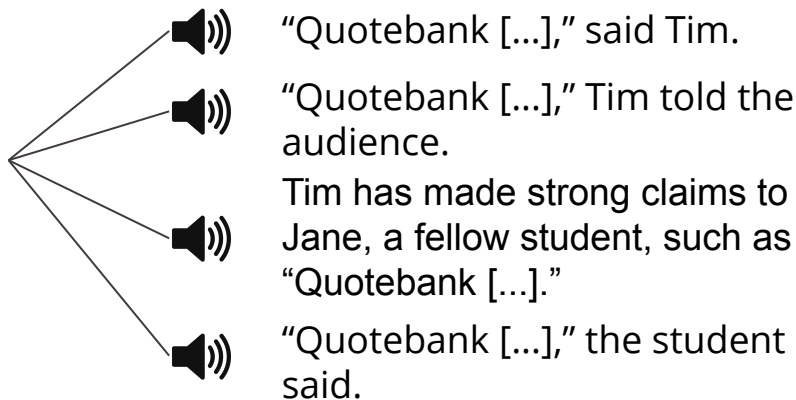 “Quotebank [...],” said Tim.
“Quotebank [...],” Tim told the
audience.
Tim has made strong claims to
Jane, a fellow student, such as
“Quotebank [...].”
“Quotebank [...],” the student
said.